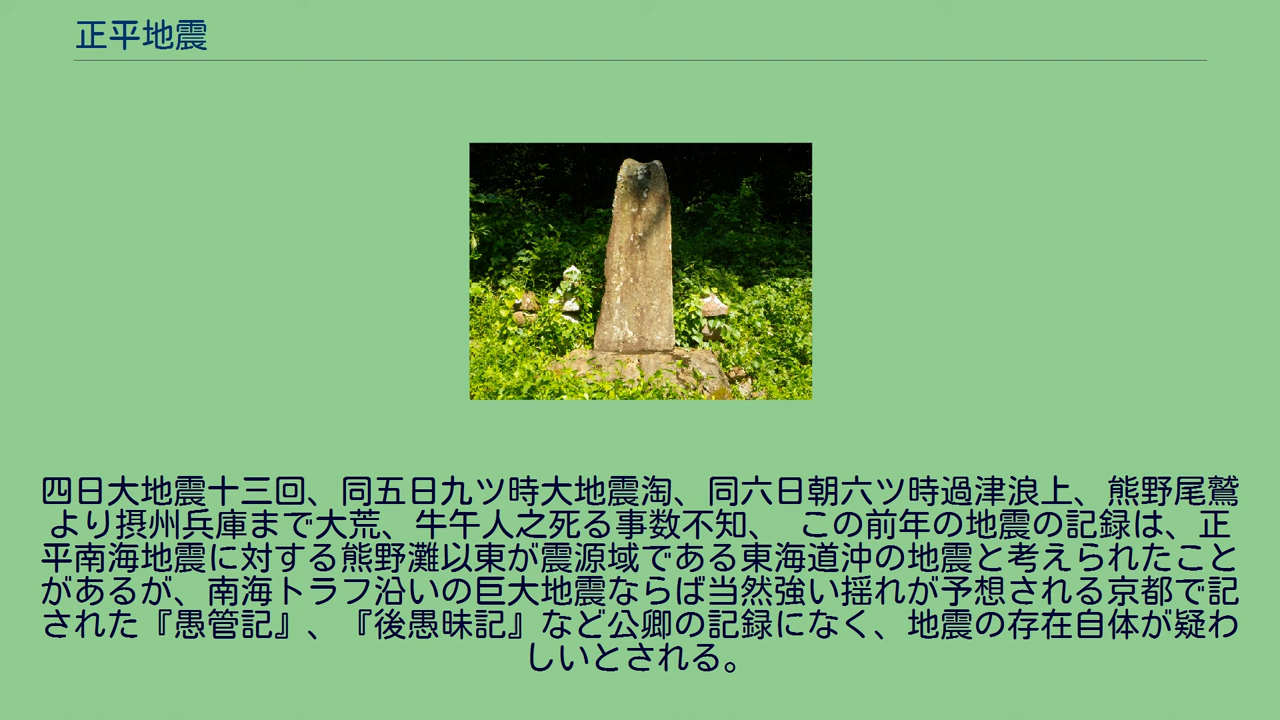 正平地震
四日大地震十三回、同五日九ツ時大地震淘、同六日朝六ツ時過津浪上、熊野尾鷲
より摂州兵庫まで大荒、牛午人之死る事数不知、 この前年の地震の記録は、正
平南海地震に対する熊野灘以東が震源域である東海道沖の地震と考えられたこと
があるが、南海トラフ沿いの巨大地震ならば当然強い揺れが予想される京都で記
された『愚管記』、『後愚昧記』など公卿の記録になく、地震の存在自体が疑わ
しいとされる。